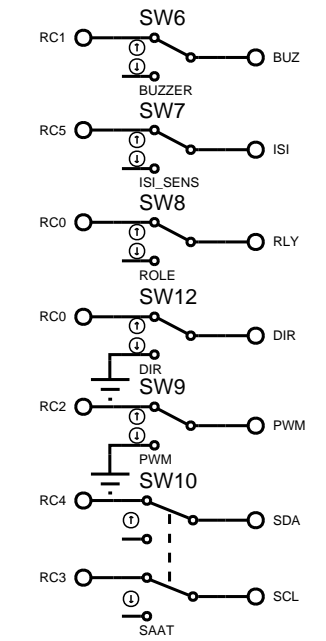 SW6
RC1
BUZ
BUZZER
SW7
RC5
ISI
ISI_SENS
SW8
RC0
RLY
ROLE
SW12
RC0
DIR
DIR
SW9
RC2
PWM
PWM
SW10
RC4
SDA
RC3
SCL
SAAT